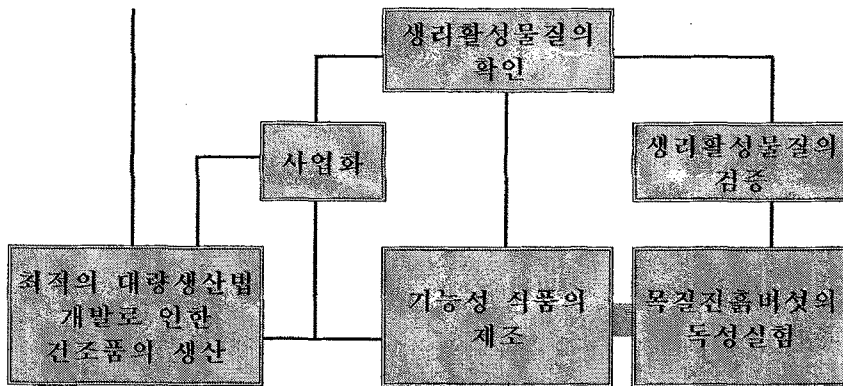 생리활성물질의
확인
사업화
생리활성물질의
검증
최적의 대량생산법
개발로 인한
건조품의 생산
기능성 식품의
제조
목질진흙버섯의
독성실험